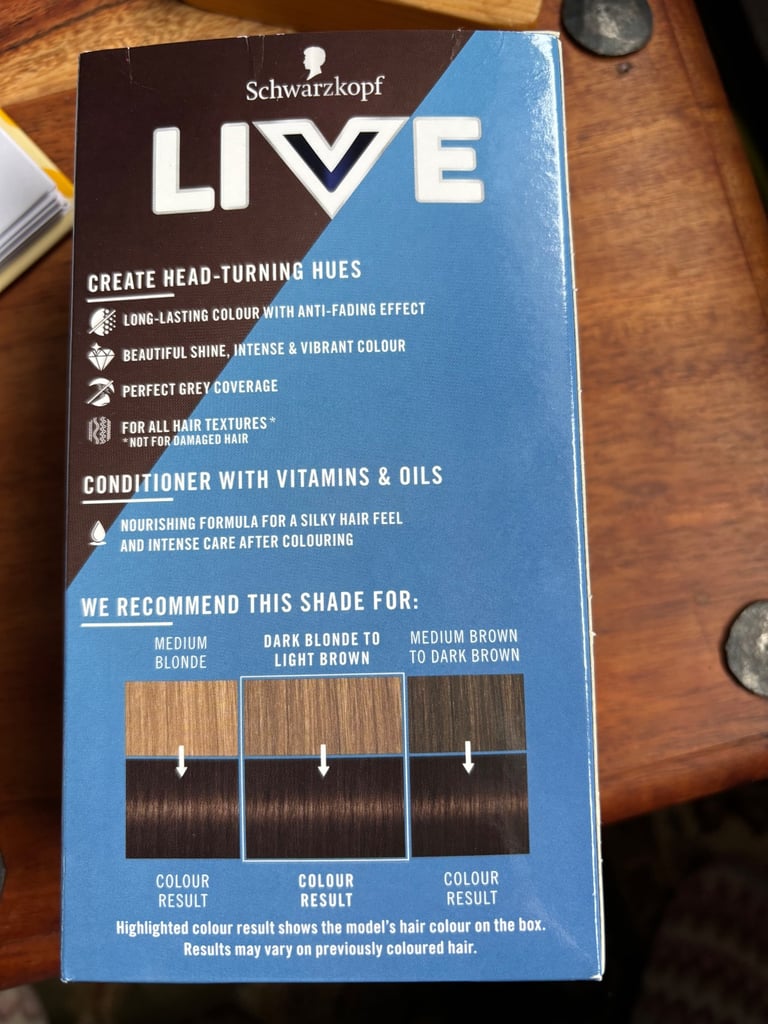 Schwarzkopf
LIVE
CREATE HEAD-TURNING HUES
LONG-LASTING COLOUR WITH ANTI-FADING EFFECT
BEAUTIFUL SHINE, INTENSE & VIBRANT COLOUR
PERFECT GREY COVERAGE
FOR ALL HAIR TEXTURES*
*NOT FOR DAMAGED HAIR
CONDITIONER WITH VITAMINS & OILS
NOURISHING FORMULA FOR A SILKY HAIR FEEL
AND INTENSE CARE AFTER COLOURING
WE RECOMMEND THIS SHADE FOR:
MEDIUM
BLONDE
DARK BLONDE TO
LIGHT BROWN
MEDIUM BROWN
TO DARK BROWN
COLOUR
RESULT
COLOUR
RESULT
COLOUR
RESULT
Highlighted colour result shows the model's hair colour on the box.
Results may vary on previously coloured hair.